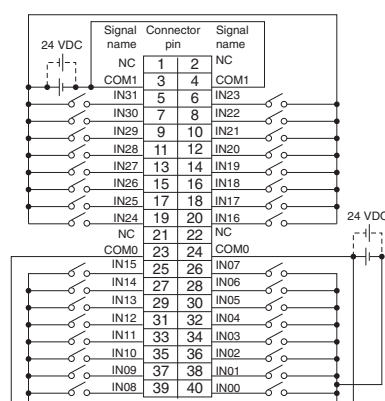 Signal Connector Signal
name pin name
24 VDC
NC 1 2 NC
COM1 3 4 COM1
IN31 5 6 IN23
IN30 7 8 IN22
IN29 9 10 IN21
IN28 11 12 IN20
IN27 13 14 IN19
IN26 15 16 IN18
IN25 17 18 IN17
IN24 19 20 IN16
24 VDC
NC 21 22 NC
COM0 23 24 COM0
IN15 25 26 IN07
IN14 27 28 IN06
IN13 29 30 IN05
IN12 31 32 IN04
IN11 33 34 IN03
IN10 35 36 IN02
IN09 37 38 IN01
IN08 39 40 IN00